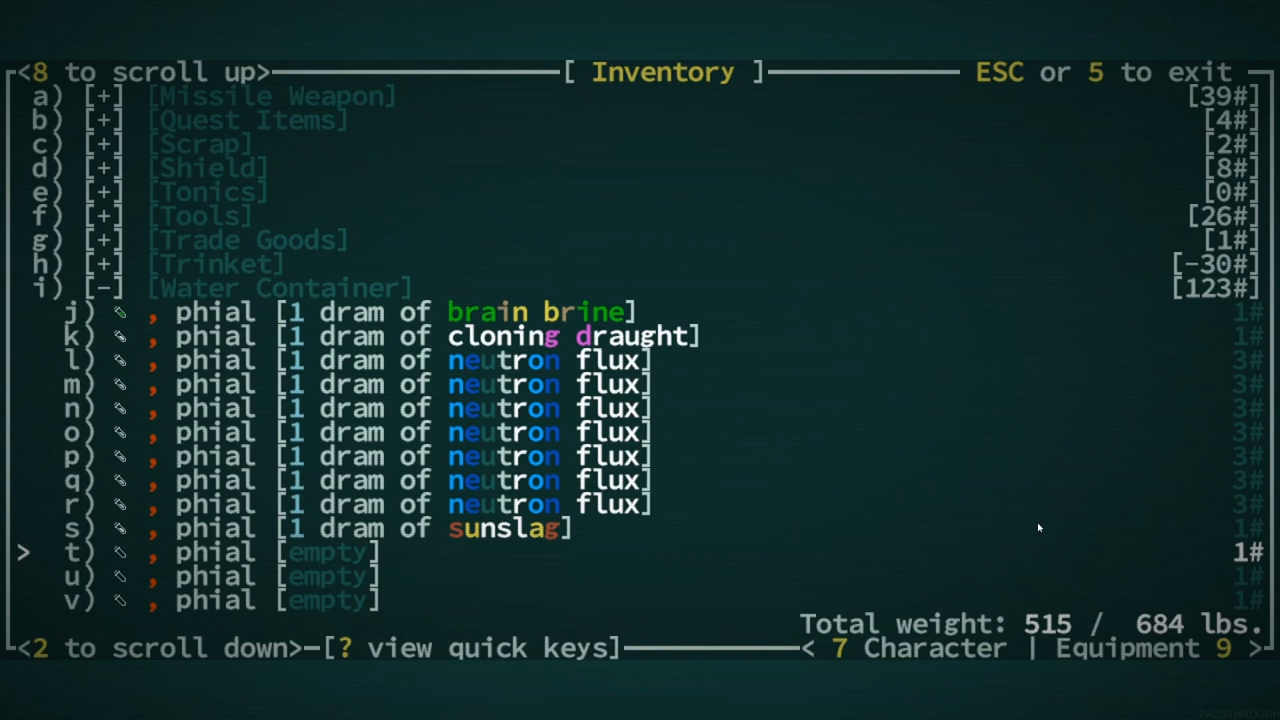 <8 to scroll up> [ Inventory ] ESC or 5 to exit
a) [+] [Missile Weapon] [39#]
b) [+] [Quest Items] [4#]
c) [+] [Scrap] [2#]
d) [+] [Shield] [8#]
e) [+] [Tonics] [0#]
f) [+] [Tools] [26#]
g) [+] [Trade Goods] [1#]
h) [+] [Trinket] [-30#]
i) [-] [Water Container] [123#]
j) , phial [1 dram of brain brine] 1#
k) , phial [1 dram of cloning draught] 1#
l) , phial [1 dram of neutron flux] 3#
m) , phial [1 dram of neutron flux] 3#
n) , phial [1 dram of neutron flux] 3#
o) , phial [1 dram of neutron flux] 3#
p) , phial [1 dram of neutron flux] 3#
q) , phial [1 dram of neutron flux] 3#
r) , phial [1 dram of neutron flux] 3#
s) , phial [1 dram of sunslag] 1#
> t) , phial [empty] 1#
u) , phial [empty] 1#
v) , phial [empty] 1#
Total weight: 515 / 684 lbs.
<2 to scroll down> [? view quick keys] < 7 Character | Equipment 9 >